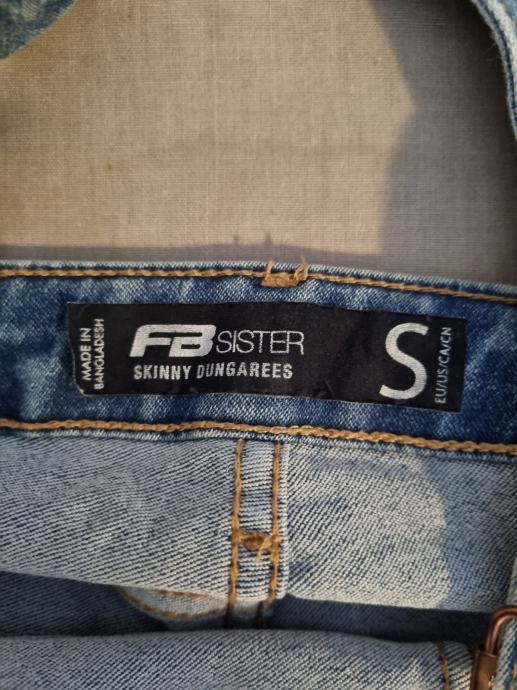 MADE IN
BANGLADESH
FB SISTER
SKINNY DUNGAREES
S
EU/US/CA/CN